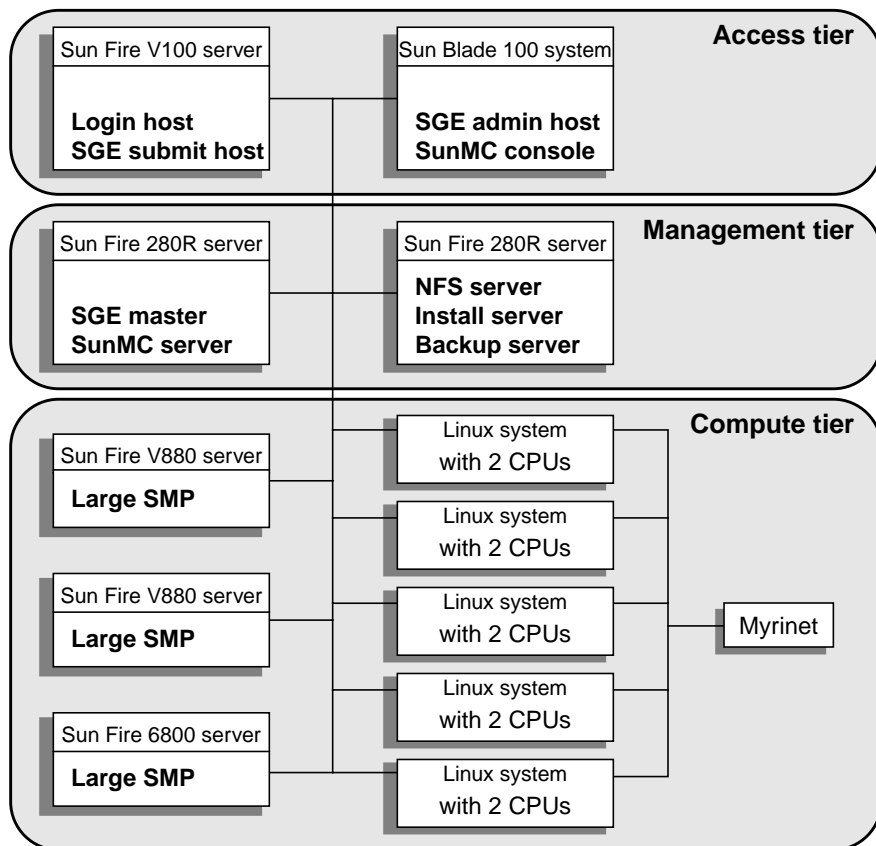 Access tier
Sun Fire V100 server
Login host
SGE submit host
Sun Blade 100 system
SGE admin host
SunMC console
Management tier
Sun Fire 280R server
SGE master
SunMC server
Sun Fire 280R server
NFS server
Install server
Backup server
Compute tier
Sun Fire V880 server
Large SMP
Sun Fire V880 server
Large SMP
Sun Fire 6800 server
Large SMP
Linux system
with 2 CPUs
Linux system
with 2 CPUs
Linux system
with 2 CPUs
Linux system
with 2 CPUs
Linux system
with 2 CPUs
Myrinet